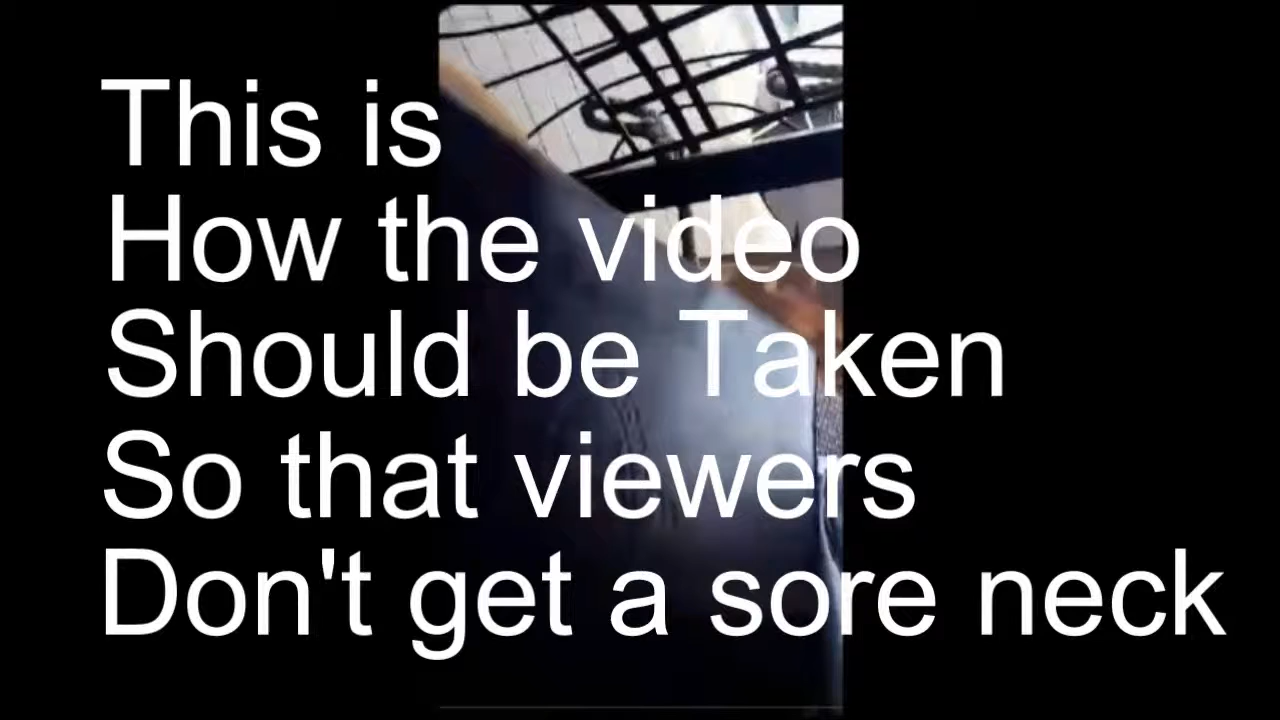 This is
How the video
Should be Taken
So that viewers
Don't get a sore neck